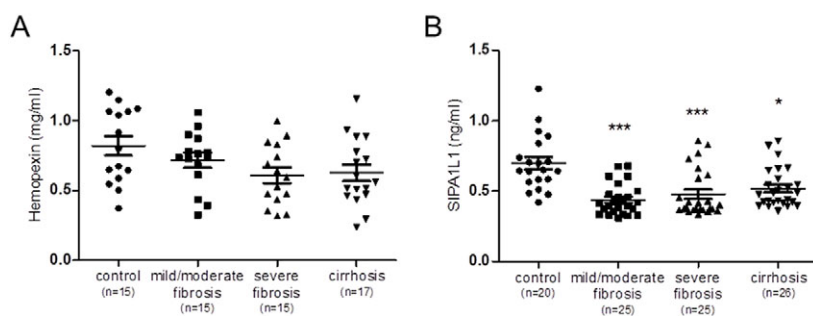 A
Hemopexin (mg/ml)
1.5
1.0
0.5
0.0
control
(n=15)
mild/moderate
fibrosis
(n=15)
severe
fibrosis
(n=15)
cirrhosis
(n=17)
B
SIPA1L1 (ng/ml)
1.5
1.0
0.5
0.0
***
***
*
control
(n=20)
mild/moderate
fibrosis
(n=25)
severe
fibrosis
(n=25)
cirrhosis
(n=26)